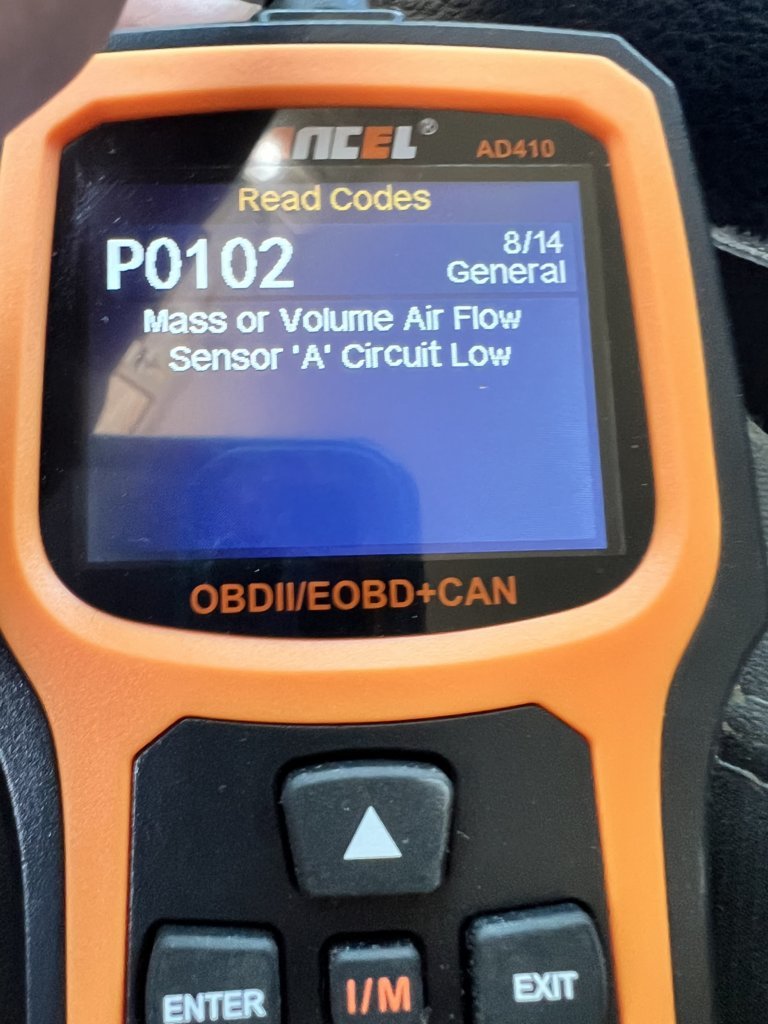 ANCEL®
AD410
Read Codes
P0102
8/14
General
Mass or Volume Air Flow
Sensor 'A' Circuit Low
OBDII/EOBD+CAN
ENTER
I/M
EXIT